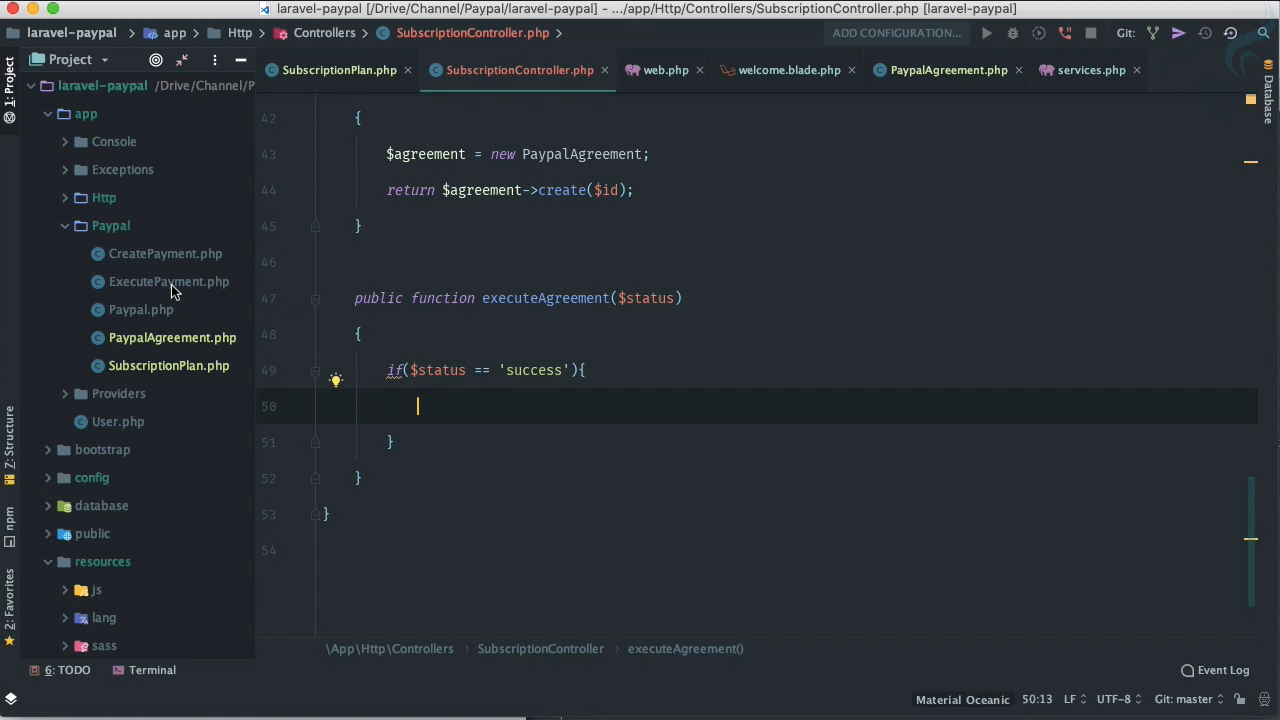 laravel-paypal [/Drive/Channel/Paypal/laravel-paypal] - .../app/Http/Controllers/SubscriptionController.php [laravel-paypal]
laravel-paypal app Http Controllers SubscriptionController.php ADD CONFIGURATION... Git:
Project
SubscriptionPlan.php SubscriptionController.php web.php welcome.blade.php PaypalAgreement.php services.php
1: Project
Z: Structure
npm
2: Favorites
Database
laravel-paypal /Drive/Channel/P
app
Console
Exceptions
Http
Paypal
CreatePayment.php
ExecutePayment.php
Paypal.php
PaypalAgreement.php
SubscriptionPlan.php
Providers
User.php
bootstrap
config
database
public
resources
js
lang
sass
42 {
43 $agreement = new PaypalAgreement;
44 return $agreement->create($id);
45 }
46
47 public function executeAgreement($status)
48 {
49 if($status == 'success'){
50
51 }
52 }
53 }
54
\App\Http\Controllers SubscriptionController executeAgreement()
6: TODO Terminal Event Log
Material Oceanic 50:13 LF UTF-8 Git: master